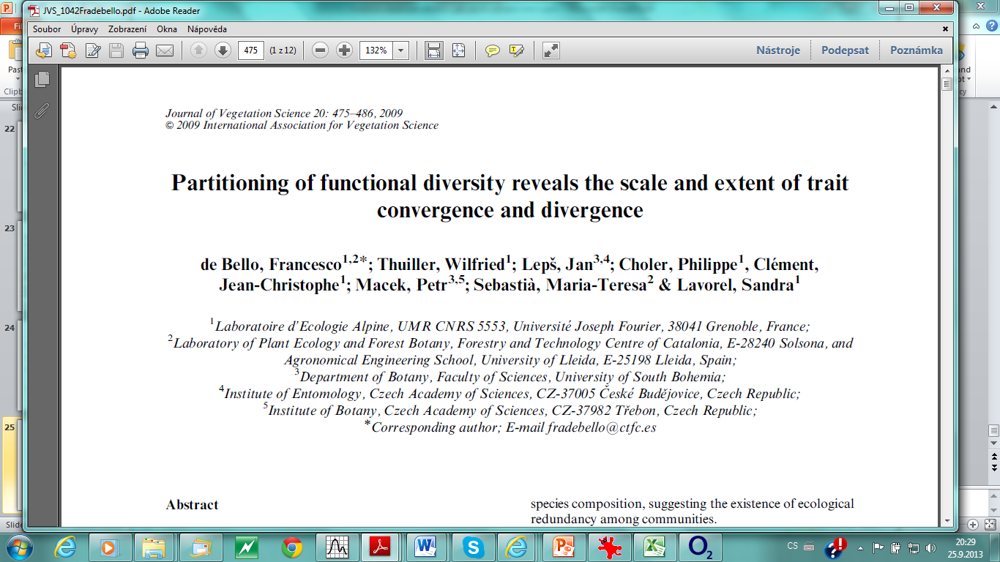 JVS_1042Fradebello.pdf - Adobe Reader
Soubor Úpravy Zobrazení Okna Nápověda
475 (1 z 12) 132% Nástroje Podepsat Poznámka
Journal of Vegetation Science 20: 475–486, 2009
© 2009 International Association for Vegetation Science
Partitioning of functional diversity reveals the scale and extent of trait
convergence and divergence
de Bello, Francesco1,2*; Thuiller, Wilfried1; Lepš, Jan3,4; Choler, Philippe1, Clément,
Jean-Christophe1; Macek, Petr3,5; Sebastià, Maria-Teresa2 & Lavorel, Sandra1
1Laboratoire d'Ecologie Alpine, UMR CNRS 5553, Université Joseph Fourier, 38041 Grenoble, France;
2Laboratory of Plant Ecology and Forest Botany, Forestry and Technology Centre of Catalonia, E-28240 Solsona, and
Agronomical Engineering School, University of Lleida, E-25198 Lleida, Spain;
3Department of Botany, Faculty of Sciences, University of South Bohemia;
4Institute of Entomology, Czech Academy of Sciences, CZ-37005 České Budějovice, Czech Republic;
5Institute of Botany, Czech Academy of Sciences, CZ-37982 Třebon, Czech Republic;
*Corresponding author; E-mail fradebello@ctfc.es
Abstract
species composition, suggesting the existence of ecological
redundancy among communities.
22
23
24
25
CS
20:29
25.9.2013